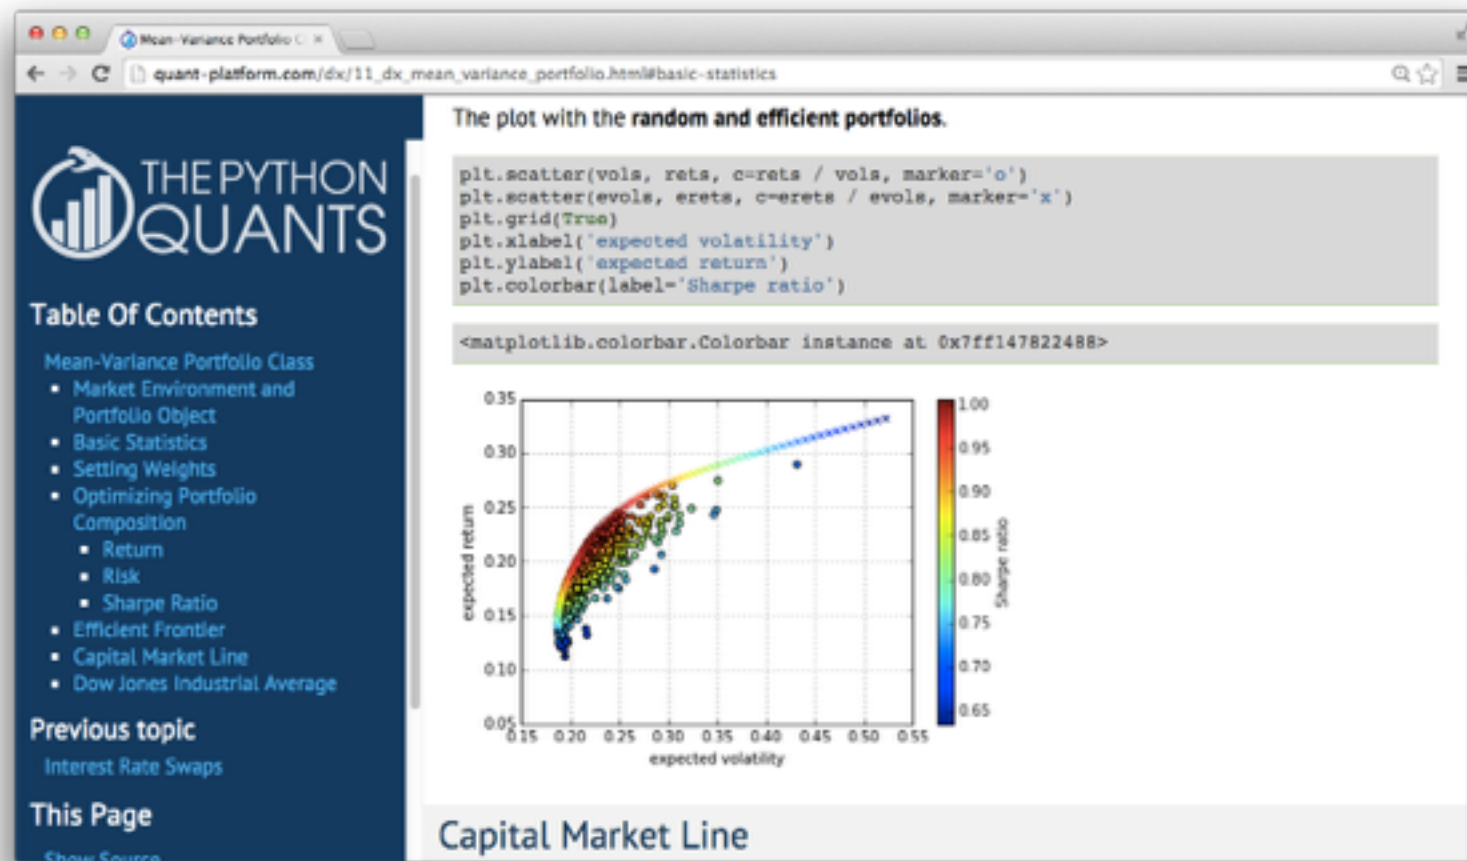 Mean-Variance Portfolio C
quant-platform.com/dx/11_dx_mean_variance_portfolio.html#basic-statistics
THE PYTHON
QUANTS
Table Of Contents
Mean-Variance Portfolio Class
Market Environment and
Portfolio Object
Basic Statistics
Setting Weights
Optimizing Portfolio
Composition
Return
Risk
Sharpe Ratio
Efficient Frontier
Capital Market Line
Dow Jones Industrial Average
Previous topic
Interest Rate Swaps
This Page
Show Source
The plot with the random and efficient portfolios.
plt.scatter(vols, rets, c=rets / vols, marker='o')
plt.scatter(evols, erets, c=erets / evols, marker='x')
plt.grid(True)
plt.xlabel('expected volatility')
plt.ylabel('expected return')
plt.colorbar(label='Sharpe ratio')
<matplotlib.colorbar.Colorbar instance at 0x7ff147822488>
0.35
0.30
0.25
0.20
0.15
0.10
0.05
expected return
0.15 0.20 0.25 0.30 0.35 0.40 0.45 0.50 0.55
expected volatility
1.00
0.95
0.90
0.85
0.80
0.75
0.70
0.65
Sharpe ratio
Capital Market Line